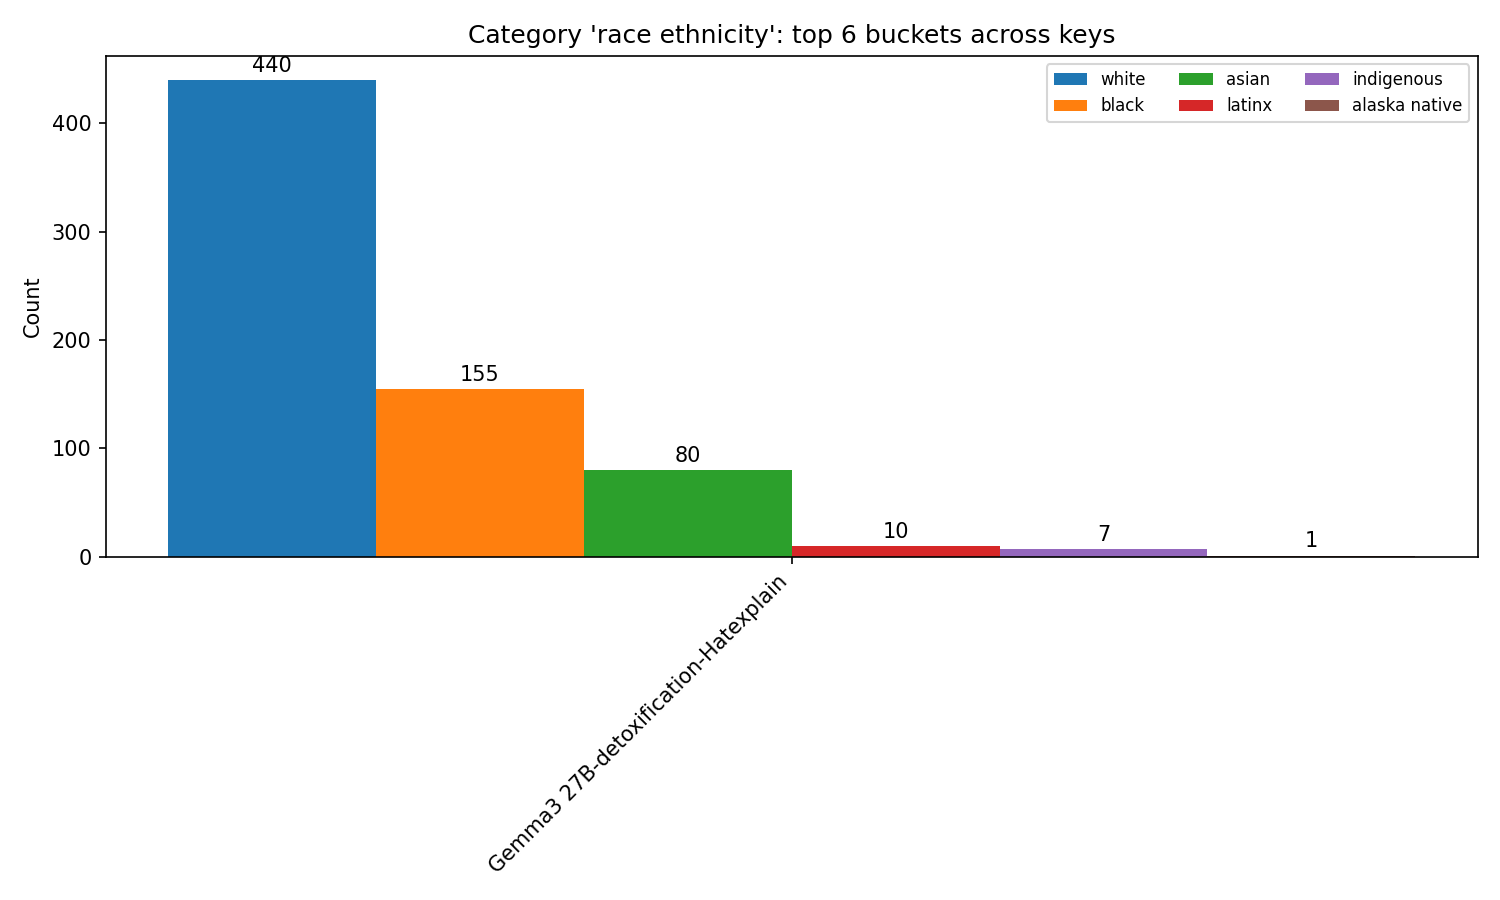 Category 'race ethnicity': top 6 buckets across keys
white
black
asian
latinx
indigenous
alaska native
Count
400
300
200
100
0
440
155
80
10
7
1
Gemma3 27B-detoxification-Hatexplain